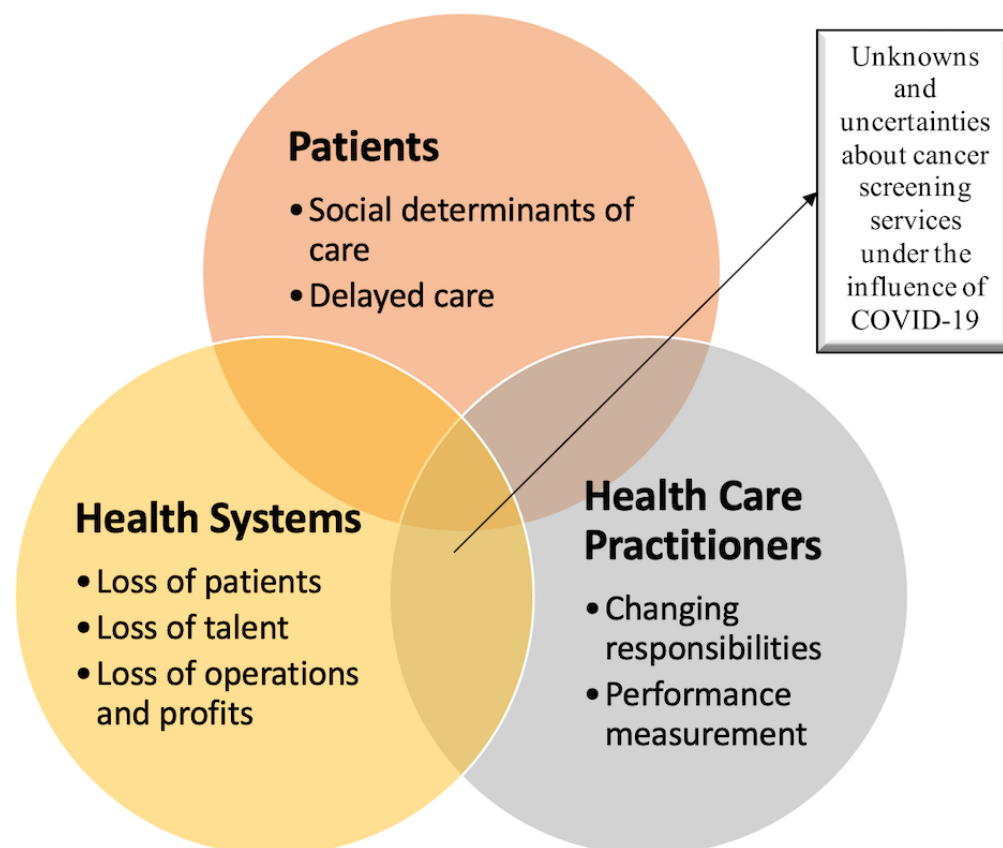 Patients
• Social determinants of
care
• Delayed care
Unknowns
and
uncertainties
about cancer
screening
services
under the
influence of
COVID-19
Health Systems
• Loss of patients
• Loss of talent
• Loss of operations
and profits
Health Care
Practitioners
• Changing
responsibilities
• Performance
measurement